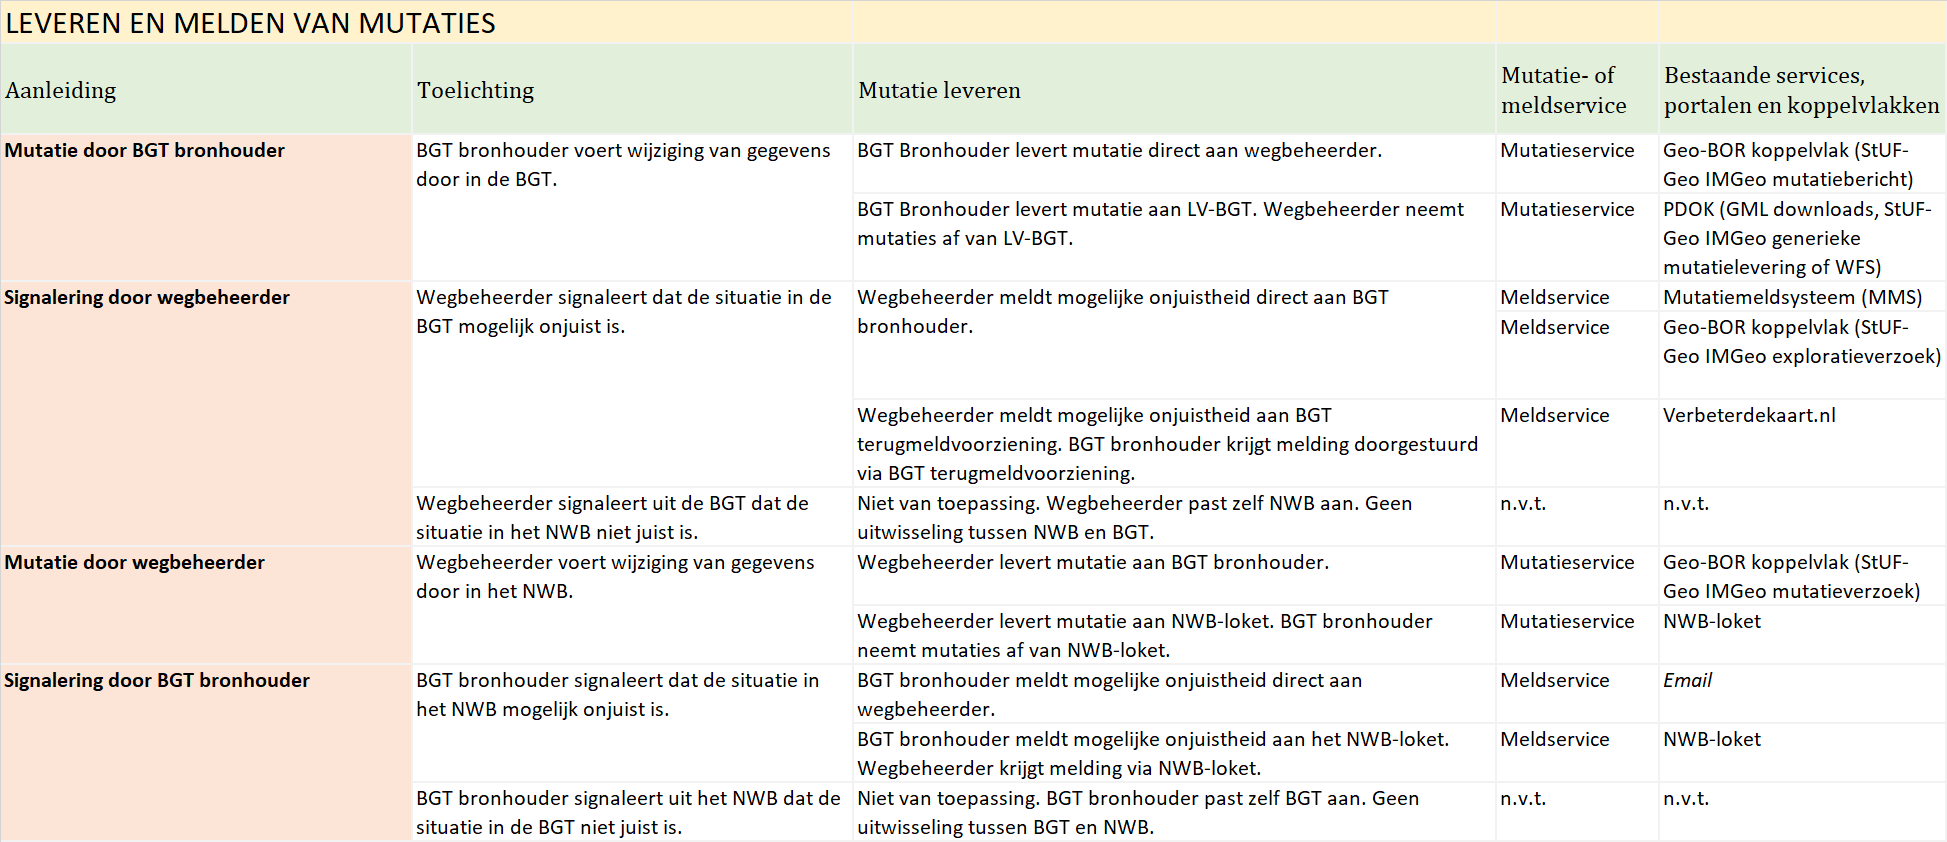 LEVEREN EN MELDEN VAN MUTATIES
Aanleiding
Toelichting
Mutatie leveren
Mutatie- of
meldservice
Bestaande services,
portalen en koppelvlakken
Mutatie door BGT bronhouder
BGT bronhouder voert wijziging van gegevens
door in de BGT.
BGT Bronhouder levert mutatie direct aan wegbeheerder.
Mutatieservice
Geo-BOR koppelvlak (StUF-
Geo IMGeo mutatiebericht)
BGT Bronhouder levert mutatie aan LV-BGT. Wegbeheerder neemt
mutaties af van LV-BGT.
Mutatieservice
PDOK (GML downloads, StUF-
Geo IMGeo generieke
mutatielevering of WFS)
Signalering door wegbeheerder
Wegbeheerder signaleert dat de situatie in de
BGT mogelijk onjuist is.
Wegbeheerder meldt mogelijke onjuistheid direct aan BGT
bronhouder.
Meldservice
Mutatiemeldsysteem (MMS)
Meldservice
Geo-BOR koppelvlak (StUF-
Geo IMGeo exploratieverzoek)
Wegbeheerder meldt mogelijke onjuistheid aan BGT
terugmeldvoorziening. BGT bronhouder krijgt melding doorgestuurd
via BGT terugmeldvoorziening.
Meldservice
Verbeterdekaart.nl
Wegbeheerder signaleert uit de BGT dat de
situatie in het NWB niet juist is.
Niet van toepassing. Wegbeheerder past zelf NWB aan. Geen
uitwisseling tussen NWB en BGT.
n.v.t.
n.v.t.
Mutatie door wegbeheerder
Wegbeheerder voert wijziging van gegevens
door in het NWB.
Wegbeheerder levert mutatie aan BGT bronhouder.
Mutatieservice
Geo-BOR koppelvlak (StUF-
Geo IMGeo mutatieverzoek)
Wegbeheerder levert mutatie aan NWB-loket. BGT bronhouder
neemt mutaties af van NWB-loket.
Mutatieservice
NWB-loket
Signalering door BGT bronhouder
BGT bronhouder signaleert dat de situatie in
het NWB mogelijk onjuist is.
BGT bronhouder meldt mogelijke onjuistheid direct aan
wegbeheerder.
Meldservice
Email
BGT bronhouder meldt mogelijke onjuistheid aan het NWB-loket.
Wegbeheerder krijgt melding via NWB-loket.
Meldservice
NWB-loket
BGT bronhouder signaleert uit het NWB dat de
situatie in de BGT niet juist is.
Niet van toepassing. BGT bronhouder past zelf BGT aan. Geen
uitwisseling tussen BGT en NWB.
n.v.t.
n.v.t.